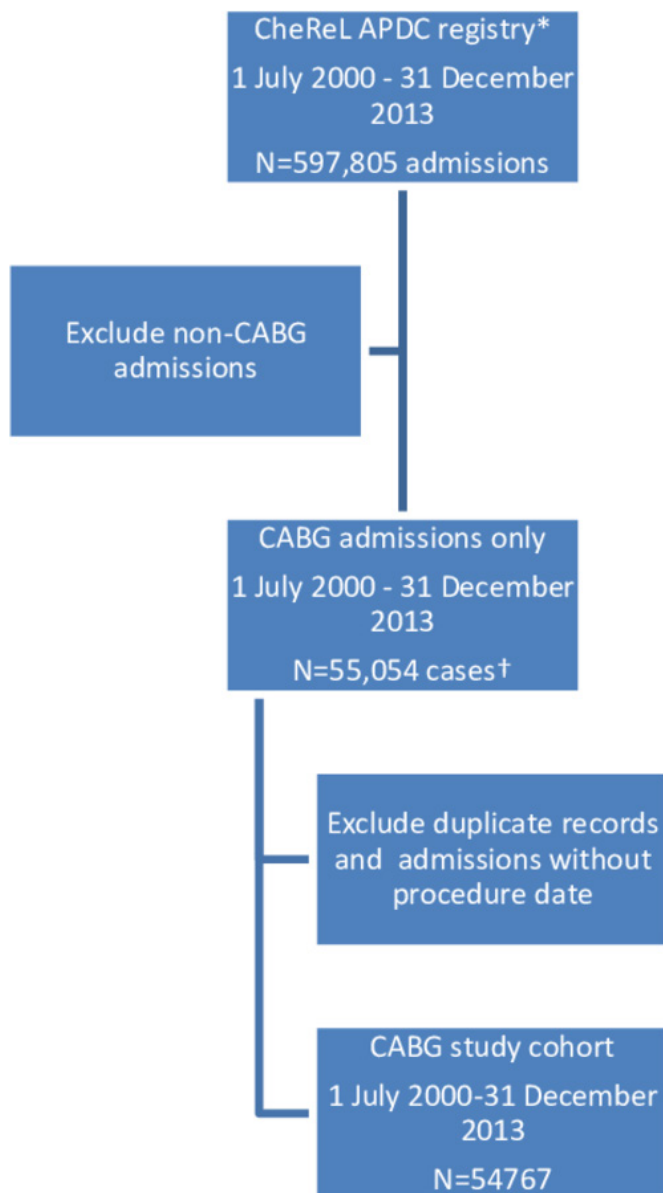 CheReL APDC registry*
1 July 2000 - 31 December
2013
N=597,805 admissions
Exclude non-CABG
admissions
CABG admissions only
1 July 2000 - 31 December
2013
N=55,054 cases†
Exclude duplicate records
and admissions without
procedure date
CABG study cohort
1 July 2000-31 December
2013
N=54767